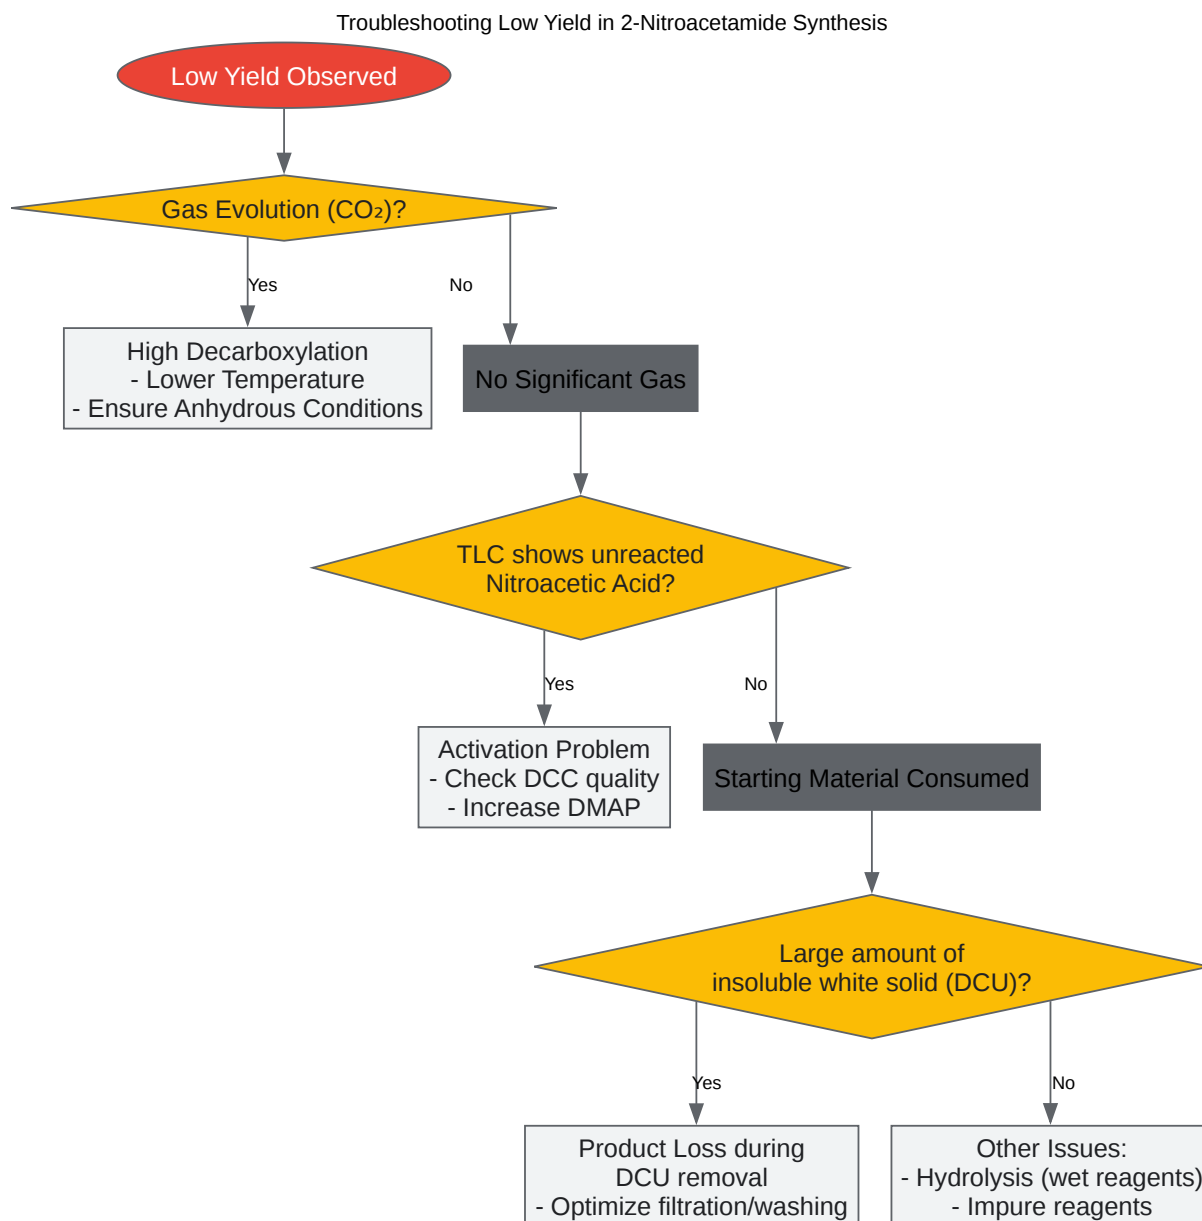 Troubleshooting Low Yield in 2-Nitroacetamide Synthesis
Low Yield Observed
Gas Evolution (CO₂)?
Yes
No
High Decarboxylation
- Lower Temperature
- Ensure Anhydrous Conditions
No Significant Gas
TLC shows unreacted
Nitroacetic Acid?
Yes
No
Activation Problem
- Check DCC quality
- Increase DMAP
Starting Material Consumed
Large amount of
insoluble white solid (DCU)?
Yes
No
Product Loss during
DCU removal
- Optimize filtration/washing
Other Issues:
- Hydrolysis (wet reagents)
- Impure reagents